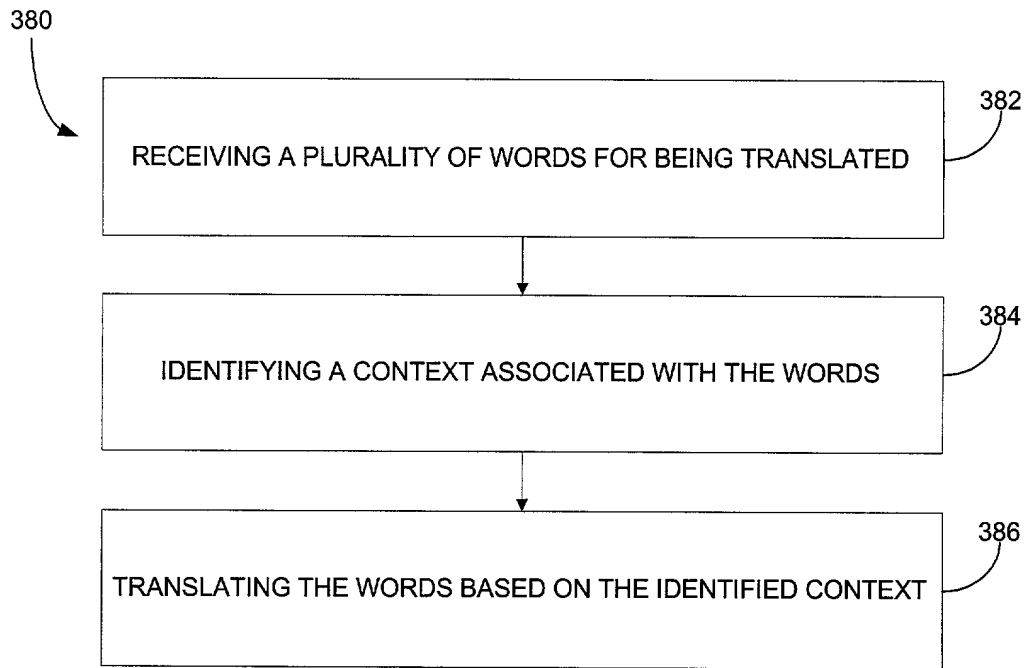 380
382
RECEIVING A PLURALITY OF WORDS FOR BEING TRANSLATED
384
IDENTIFYING A CONTEXT ASSOCIATED WITH THE WORDS
386
TRANSLATING THE WORDS BASED ON THE IDENTIFIED CONTEXT